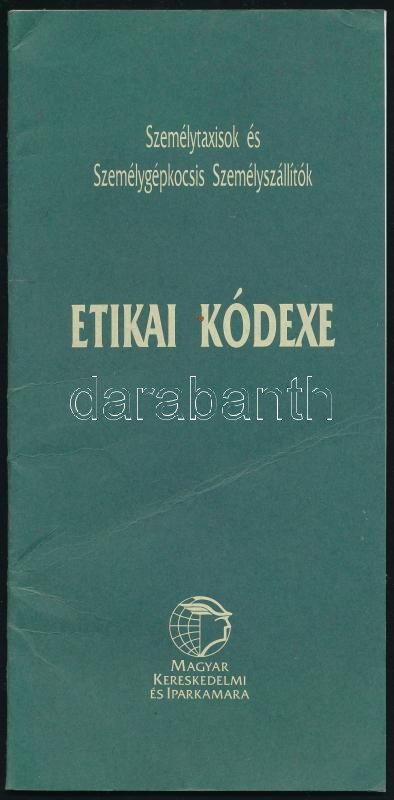 Személytaxisok és
Személygépkocsis Személyszállítók
ETIKAI KÓDEXE
darabanth
MAGYAR
KERESKEDELMI
ÉS IPARKAMARA